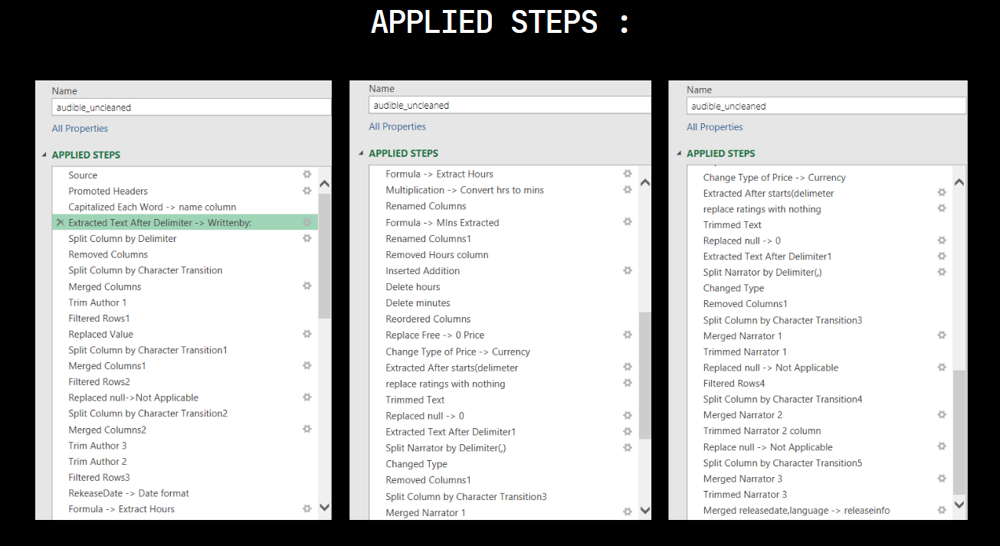 APPLIED STEPS :
Name
audible_uncleaned
All Properties
APPLIED STEPS
Source
Promoted Headers
Capitalized Each Word -> name column
Extracted Text After Delimiter -> Writtenby:
Split Column by Delimiter
Removed Columns
Split Column by Character Transition
Merged Columns
Trim Author 1
Filtered Rows1
Replaced Value
Split Column by Character Transition1
Merged Columns1
Filtered Rows2
Replaced null->Not Applicable
Split Column by Character Transition2
Merged Columns2
Trim Author 3
Trim Author 2
Filtered Rows3
RekeaseDate -> Date format
Formula -> Extract Hours
Name
audible_uncleaned
All Properties
APPLIED STEPS
Formula -> Extract Hours
Multiplication -> Convert hrs to mins
Renamed Columns
Formula -> MIns Extracted
Renamed Columns1
Removed Hours column
Inserted Addition
Delete hours
Delete minutes
Reordered Columns
Replace Free -> 0 Price
Change Type of Price -> Currency
Extracted After starts(delimeter
replace ratings with nothing
Trimmed Text
Replaced null -> 0
Extracted Text After Delimiter1
Split Narrator by Delimiter(,)
Changed Type
Removed Columns1
Split Column by Character Transition3
Merged Narrator 1
Name
audible_uncleaned
All Properties
APPLIED STEPS
Change Type of Price -> Currency
Extracted After starts(delimeter
replace ratings with nothing
Trimmed Text
Replaced null -> 0
Extracted Text After Delimiter1
Split Narrator by Delimiter(,)
Changed Type
Removed Columns1
Split Column by Character Transition3
Merged Narrator 1
Trimmed Narrator 1
Replaced null -> Not Applicable
Filtered Rows4
Split Column by Character Transition4
Merged Narrator 2
Trimmed Narrator 2 column
Replace null -> Not Applicable
Split Column by Character Transition5
Merged Narrator 3
Trimmed Narrator 3
Merged releasedate,language -> releaseinfo